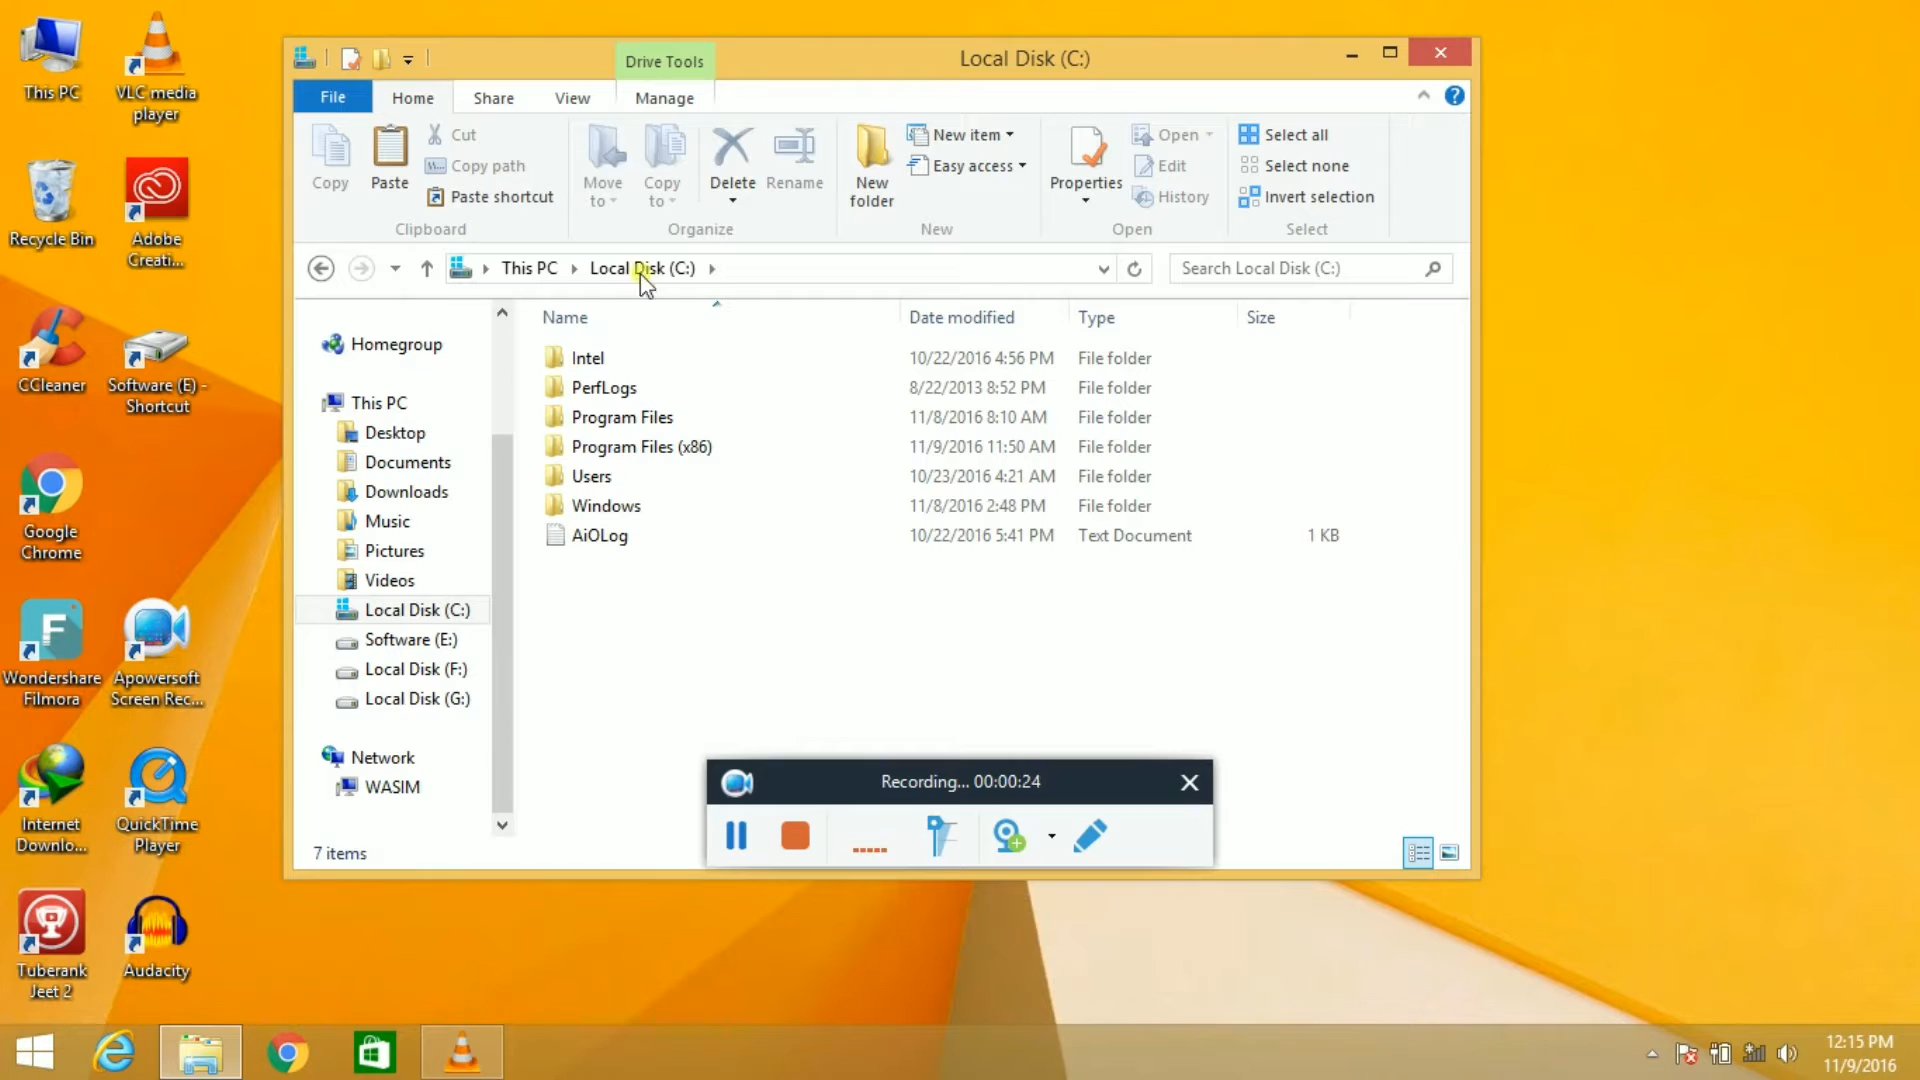 This PC
VLC media
player
Recycle Bin
Adobe
Creati...
CCleaner
Software (E) -
Shortcut
Google
Chrome
Wondershare
Filmora
Apowersoft
Screen Rec...
Internet
Downlo...
QuickTime
Player
Tuberank
Jeet 2
Audacity
Drive Tools
Local Disk (C:)
File
Home
Share
View
Manage
Copy
Paste
Cut
Copy path
Paste shortcut
Clipboard
Move
to
Copy
to
Delete
Rename
Organize
New
folder
New item
Easy access
New
Properties
Open
Edit
History
Open
Select all
Select none
Invert selection
Select
This PC
Local Disk (C:)
Search Local Disk (C:)
Homegroup
This PC
Desktop
Documents
Downloads
Music
Pictures
Videos
Local Disk (C:)
Software (E:)
Local Disk (F:)
Local Disk (G:)
Network
WASIM
Name Date modified Type Size
Intel 10/22/2016 4:56 PM File folder
PerfLogs 8/22/2013 8:52 PM File folder
Program Files 11/8/2016 8:10 AM File folder
Program Files (x86) 11/9/2016 11:50 AM File folder
Users 10/23/2016 4:21 AM File folder
Windows 11/8/2016 2:48 PM File folder
AiOLog 10/22/2016 5:41 PM Text Document 1 KB
Recording... 00:00:24
7 items
12:15 PM
11/9/2016